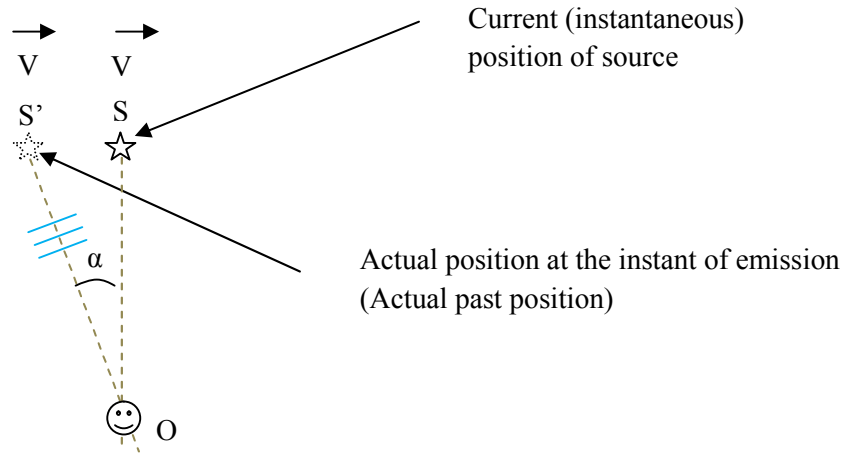 Current (instantaneous)
position of source
V V
S’ S
α
Actual position at the instant of emission
(Actual past position)
O